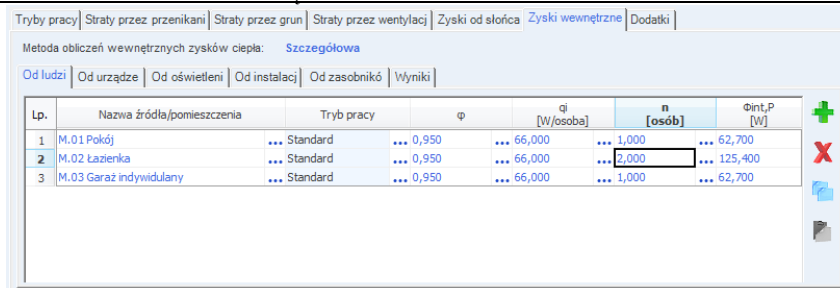 Tryby pracy Straty przez przenikani Straty przez grun Straty przez wentylacj Zyski od słońca Zyski wewnętrzne Dodatki
Metoda obliczeń wewnętrznych zysków ciepła: Szczegółowa
Od ludzi Od urządze Od oświetleni Od instalacj Od zasobnikó Wyniki
Lp. Nazwa źródła/pomieszczenia Tryb pracy φ qi [W/osoba] n [osób] Φint,P [W]
1 M.01 Pokój ... Standard ... 0,950 ... 66,000 ... 1,000 ... 62,700
2 M.02 Łazienka ... Standard ... 0,950 ... 66,000 ... 2,000 ... 125,400
3 M.03 Garaż indywidulany ... Standard ... 0,950 ... 66,000 ... 1,000 ... 62,700